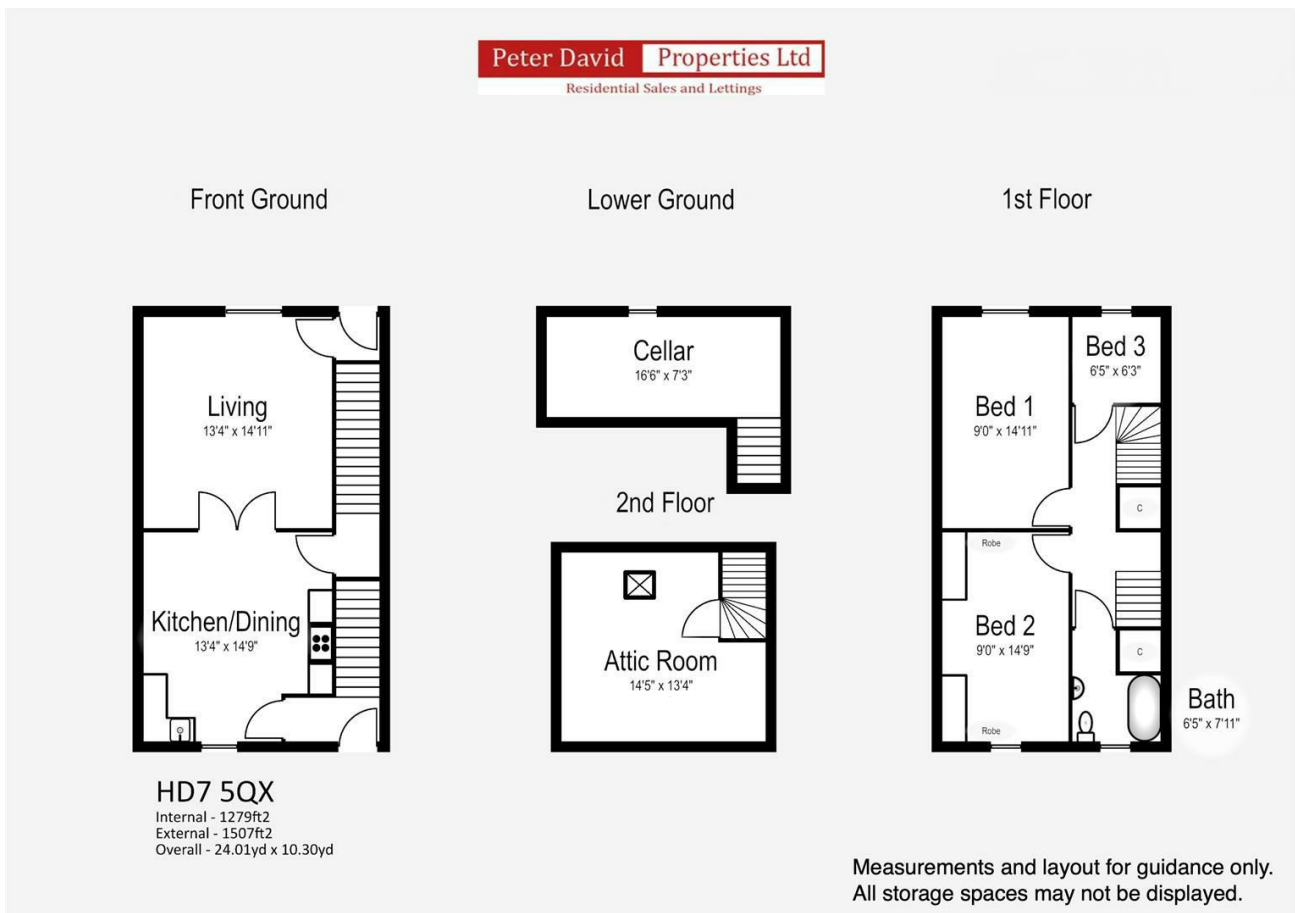 Peter David Properties Ltd
Residential Sales and Lettings
Front Ground
Lower Ground
1st Floor
Living
13'4" x 14'11"
Kitchen/Dining
13'4" x 14'9"
Cellar
16'6" x 7'3"
2nd Floor
Attic Room
14'5" x 13'4"
Bed 3
6'5" x 6'3"
Bed 1
9'0" x 14'11"
C
Robe
Bed 2
9'0" x 14'9"
C
Robe
Bath
6'5" x 7'11"
HD7 5QX
Internal - 1279ft2
External - 1507ft2
Overall - 24.01yd x 10.30yd
Measurements and layout for guidance only.
All storage spaces may not be displayed.